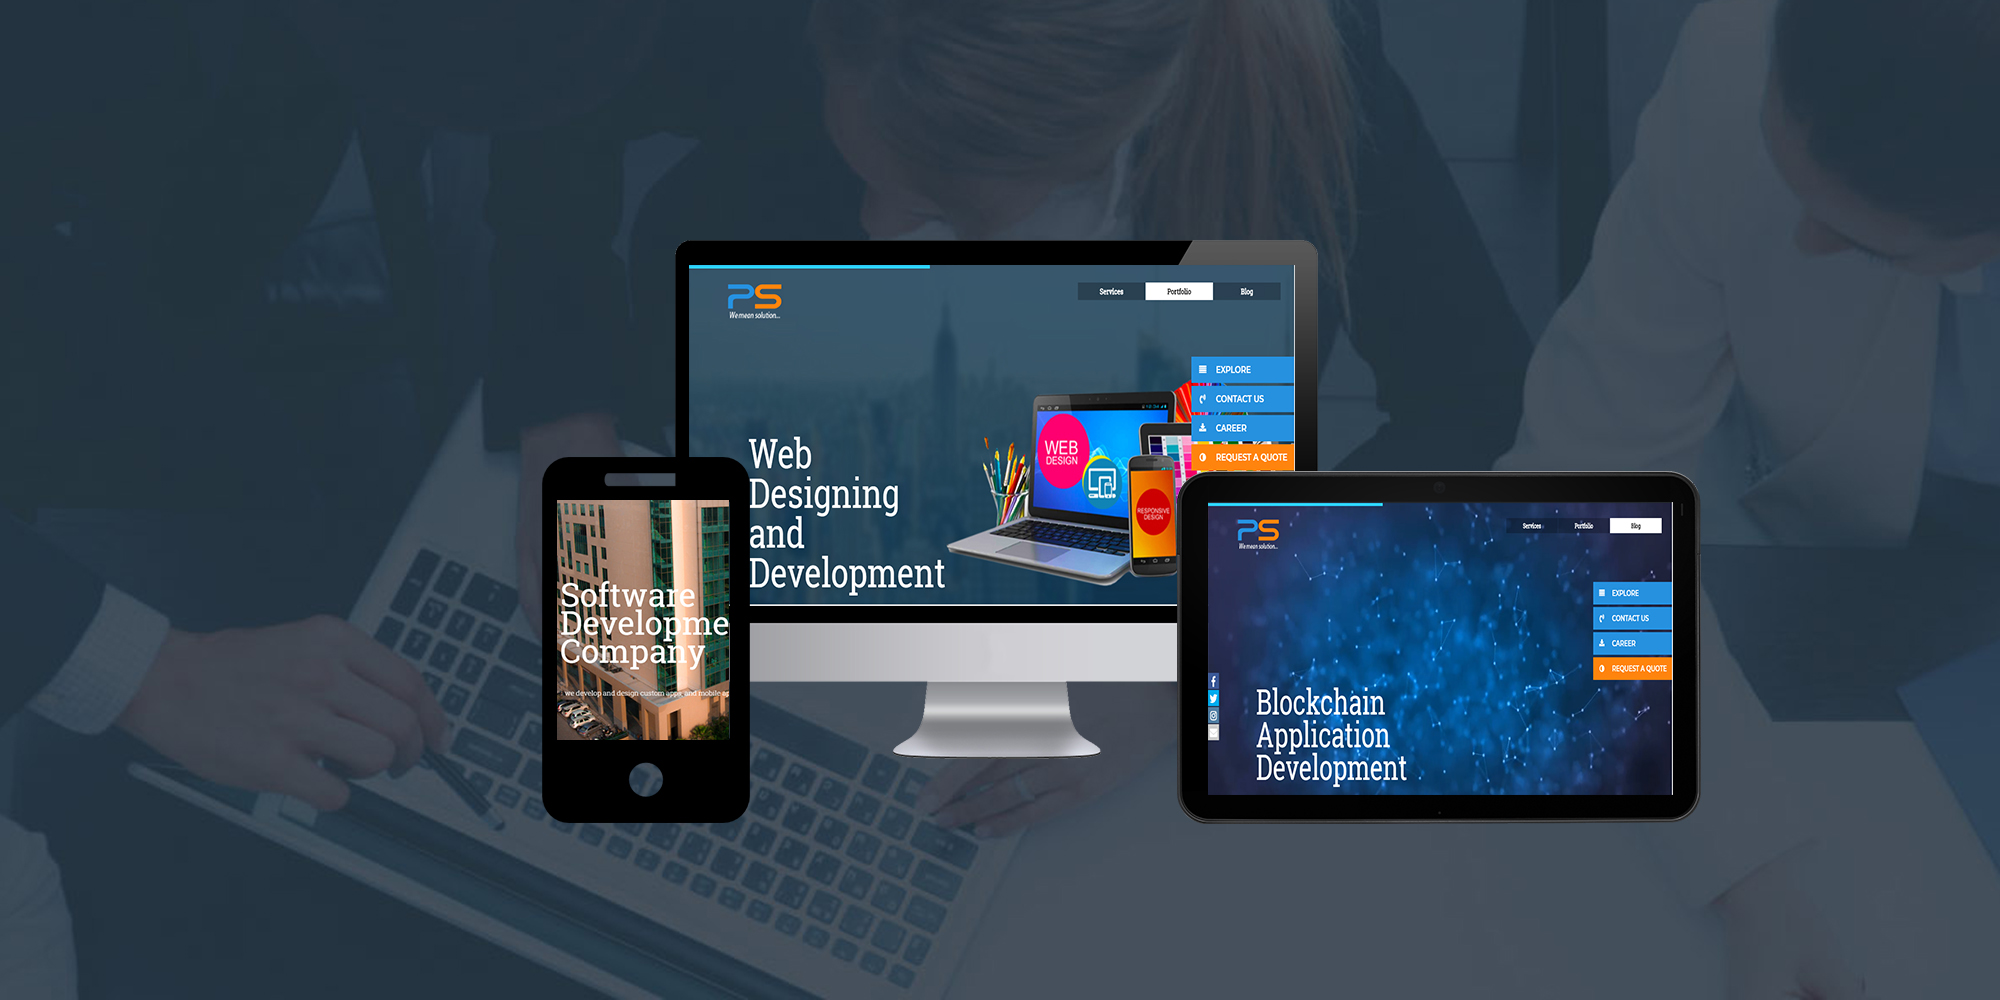 PS
We mean solution...
Services
Portfolio
Blog
EXPLORE
CONTACT US
CAREER
REQUEST A QUOTE
Web
Designing
and
Development
WEB
DESIGN
RESPONSIVE
DESIGN
Software
Developme
Company
we develop and design custom apps, and mobile ap
PS
We mean solution...
Services
Portfolio
Blog
EXPLORE
CONTACT US
CAREER
REQUEST A QUOTE
Blockchain
Application
Development